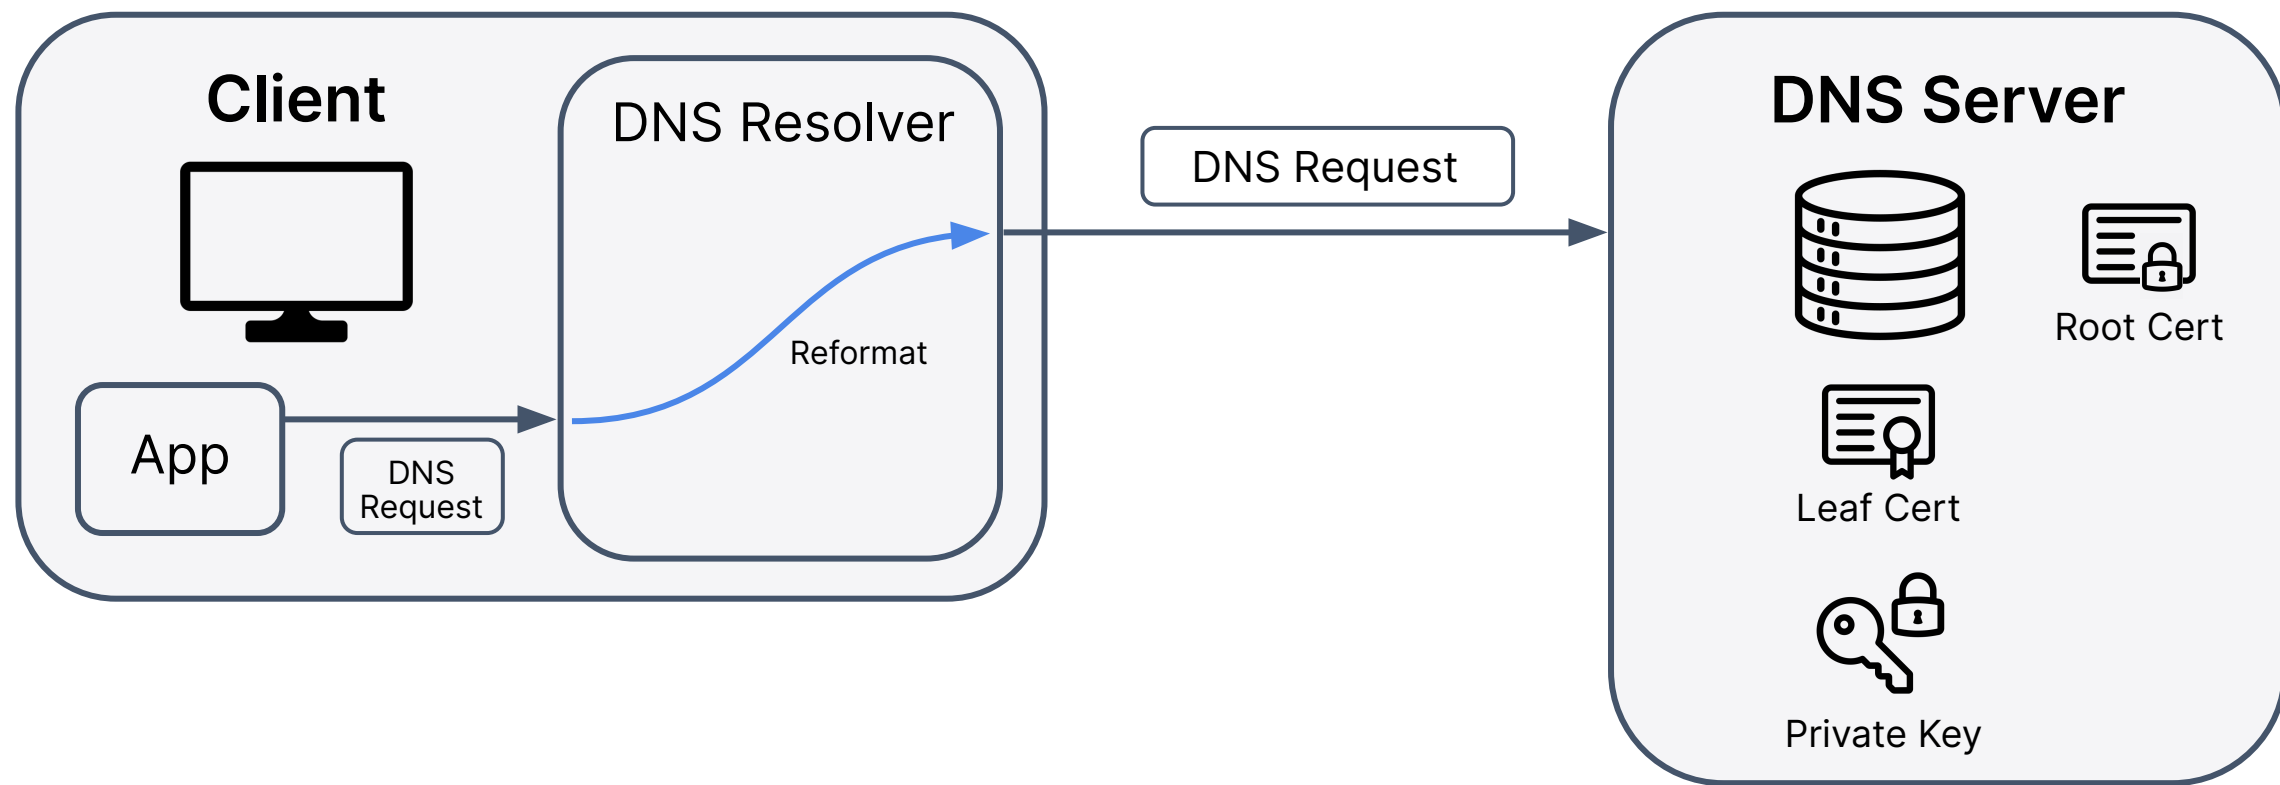 Client
DNS Resolver
Reformat
App
DNS
Request
DNS Request
DNS Server
Root Cert
Leaf Cert
Private Key